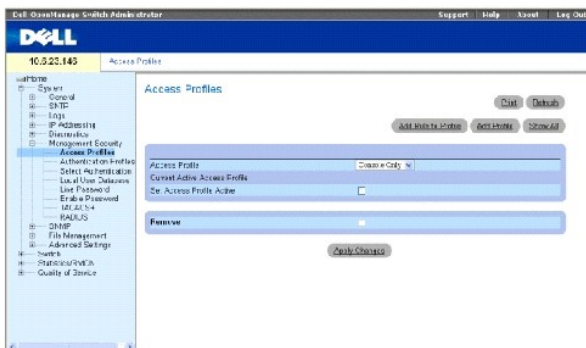 Dell OpenManage Switch Administrator
Support Help About Log Out
DELL
10.6.23.146
Access Profiles
Home
System
General
SNTP
Logs
IP Addressing
Diagnostics
Management Security
Access Profiles
Authentication Profiles
Select Authentication
Local User Database
Line Password
Enable Password
TACACS+
RADIUS
SNMP
File Management
Advanced Settings
Switch
Statistics/RMON
Quality of Service
Access Profiles
Print Refresh
Add Rule to Profile Add Profile Show All
Access Profile Console Only
Current Active Access Profile
Set Access Profile Active
Remove
Apply Changes